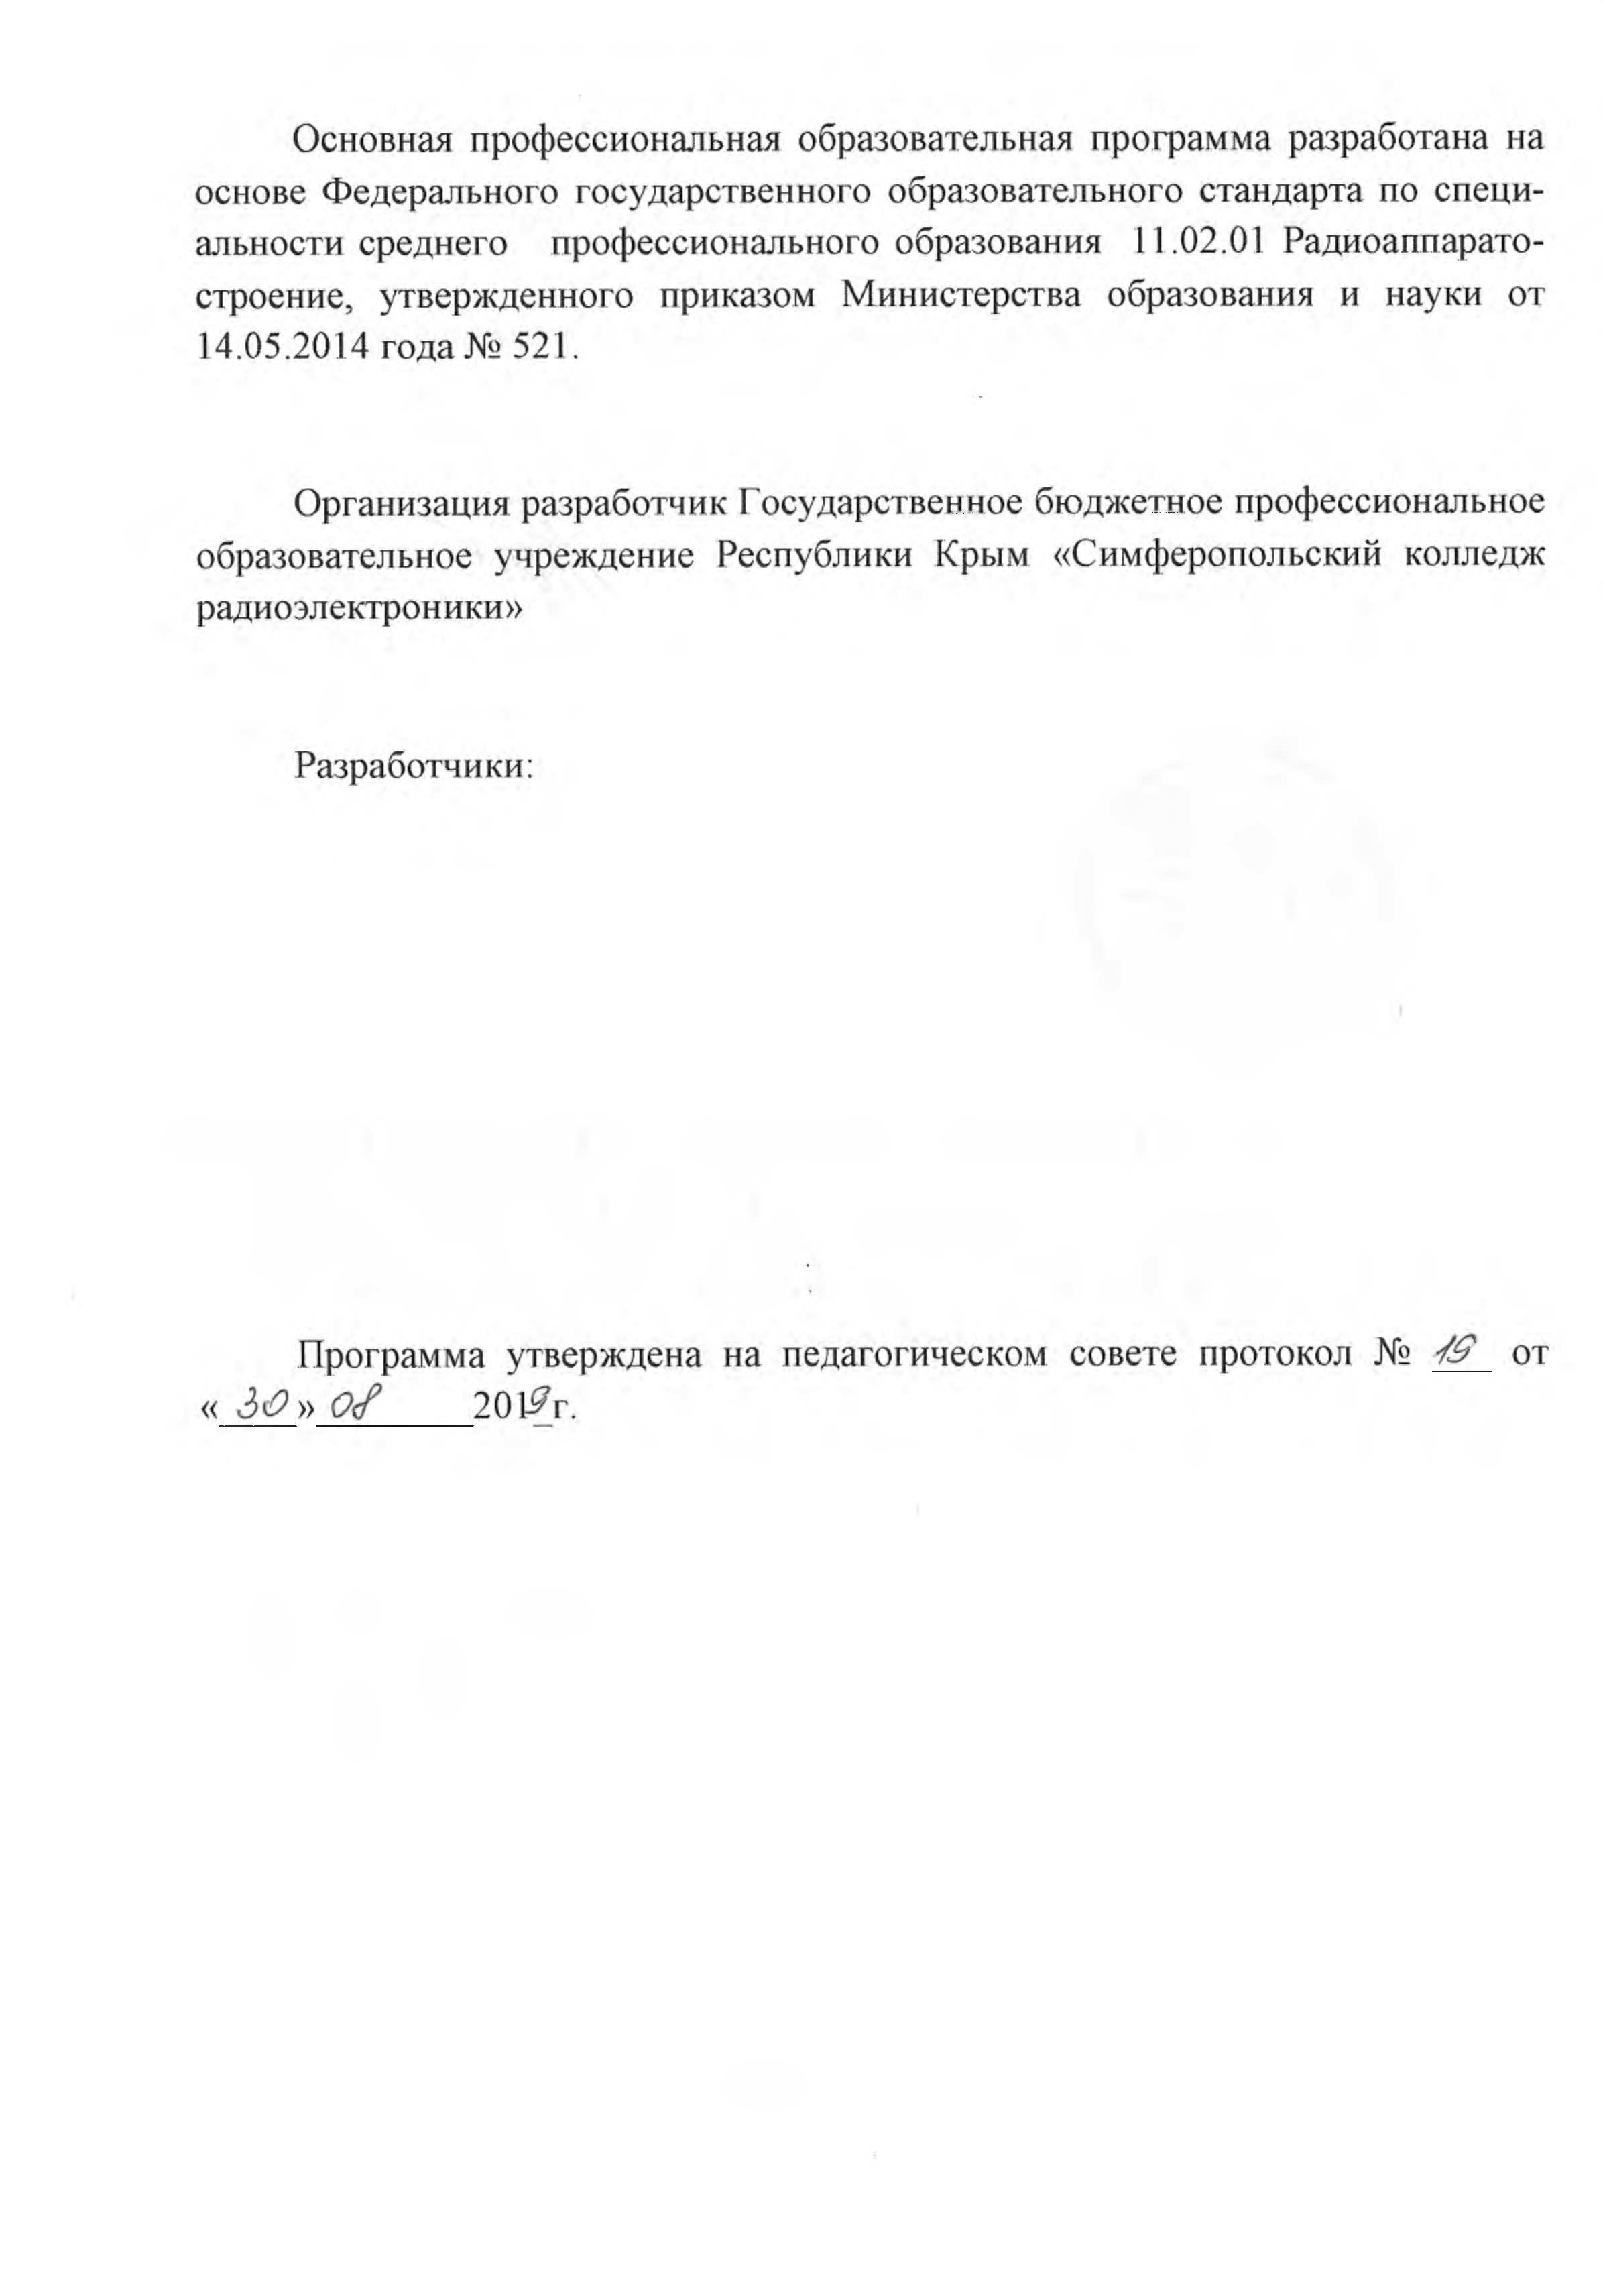 Основная профессиональная образовательная программа разработана на
основе Федерального государственного образовательного стандарта по специ-
альности среднего профессионального образования 11.02.01 Радиоаппарато-
строение, утвержденного приказом Министерства образования и науки от
14.05.2014 года № 521.
Организация разработчик Государственное бюджетное профессиональное
образовательное учреждение Республики Крым «Симферопольский колледж
радиоэлектроники»
Разработчики:
Программа утверждена на педагогическом совете протокол № 19 от
«30» 08 2019г.